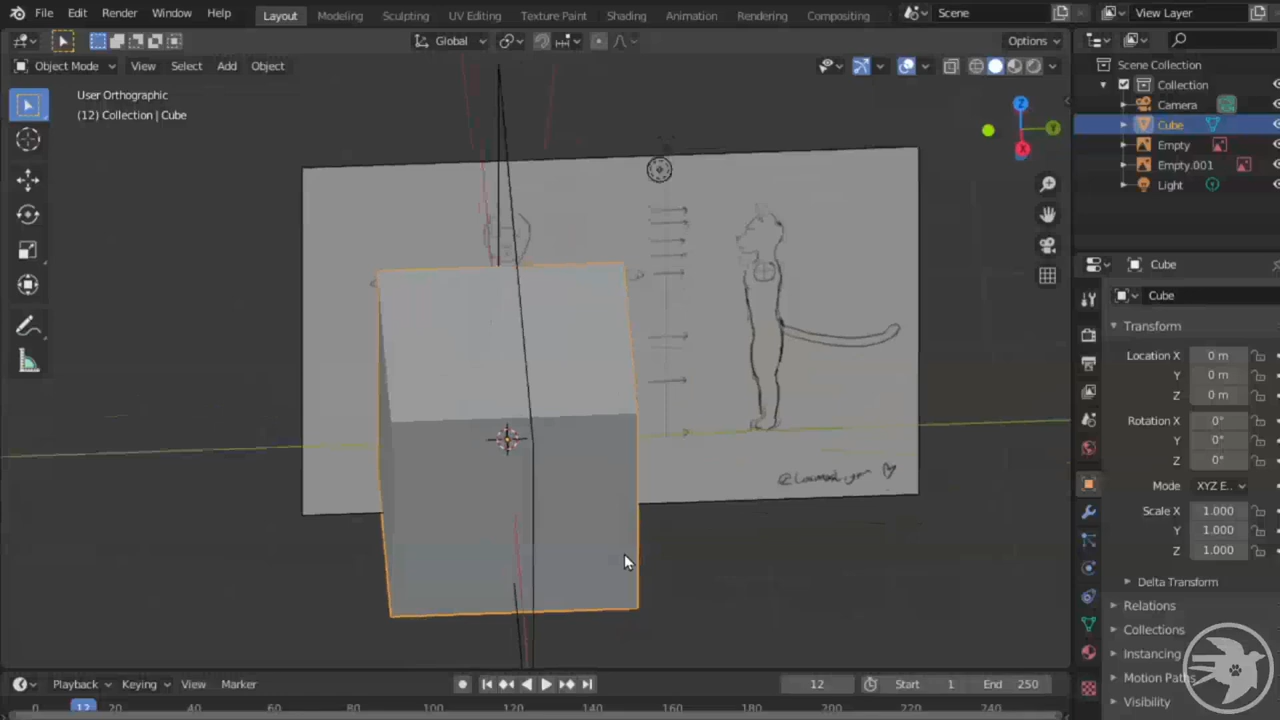 File Edit Render Window Help Layout Modeling Sculpting UV Editing Texture Paint Shading Animation Rendering Compositing Scene View Layer
Global Options
Object Mode View Select Add Object
User Orthographic
(12) Collection | Cube
Z
Y
X
Scene Collection
Collection
Camera
Cube
Empty
Empty.001
Light
Cube
Cube
Transform
Location X 0 m
Y 0 m
Z 0 m
Rotation X 0°
Y 0°
Z 0°
Mode XYZ E..
Scale X 1.000
Y 1.000
Z 1.000
Delta Transform
Relations
Collections
Instancing
Motion Paths
Visibility
Playback Keying View Marker 12 Start 1 End 250
0 12 20 100 120 140 160 180 200 220 240